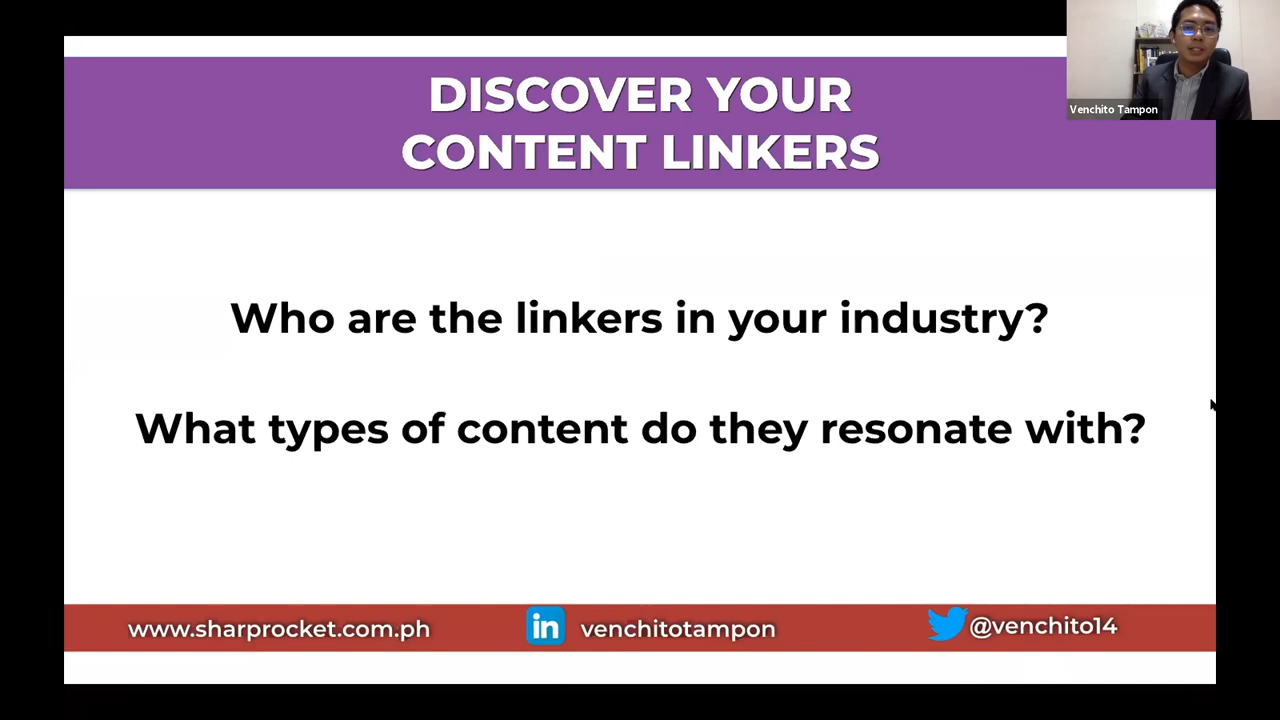 DISCOVER YOUR
CONTENT LINKERS
Venchito Tampon
Who are the linkers in your industry?
What types of content do they resonate with?
www.sharprocket.com.ph
in venchitotampon
@venchito14